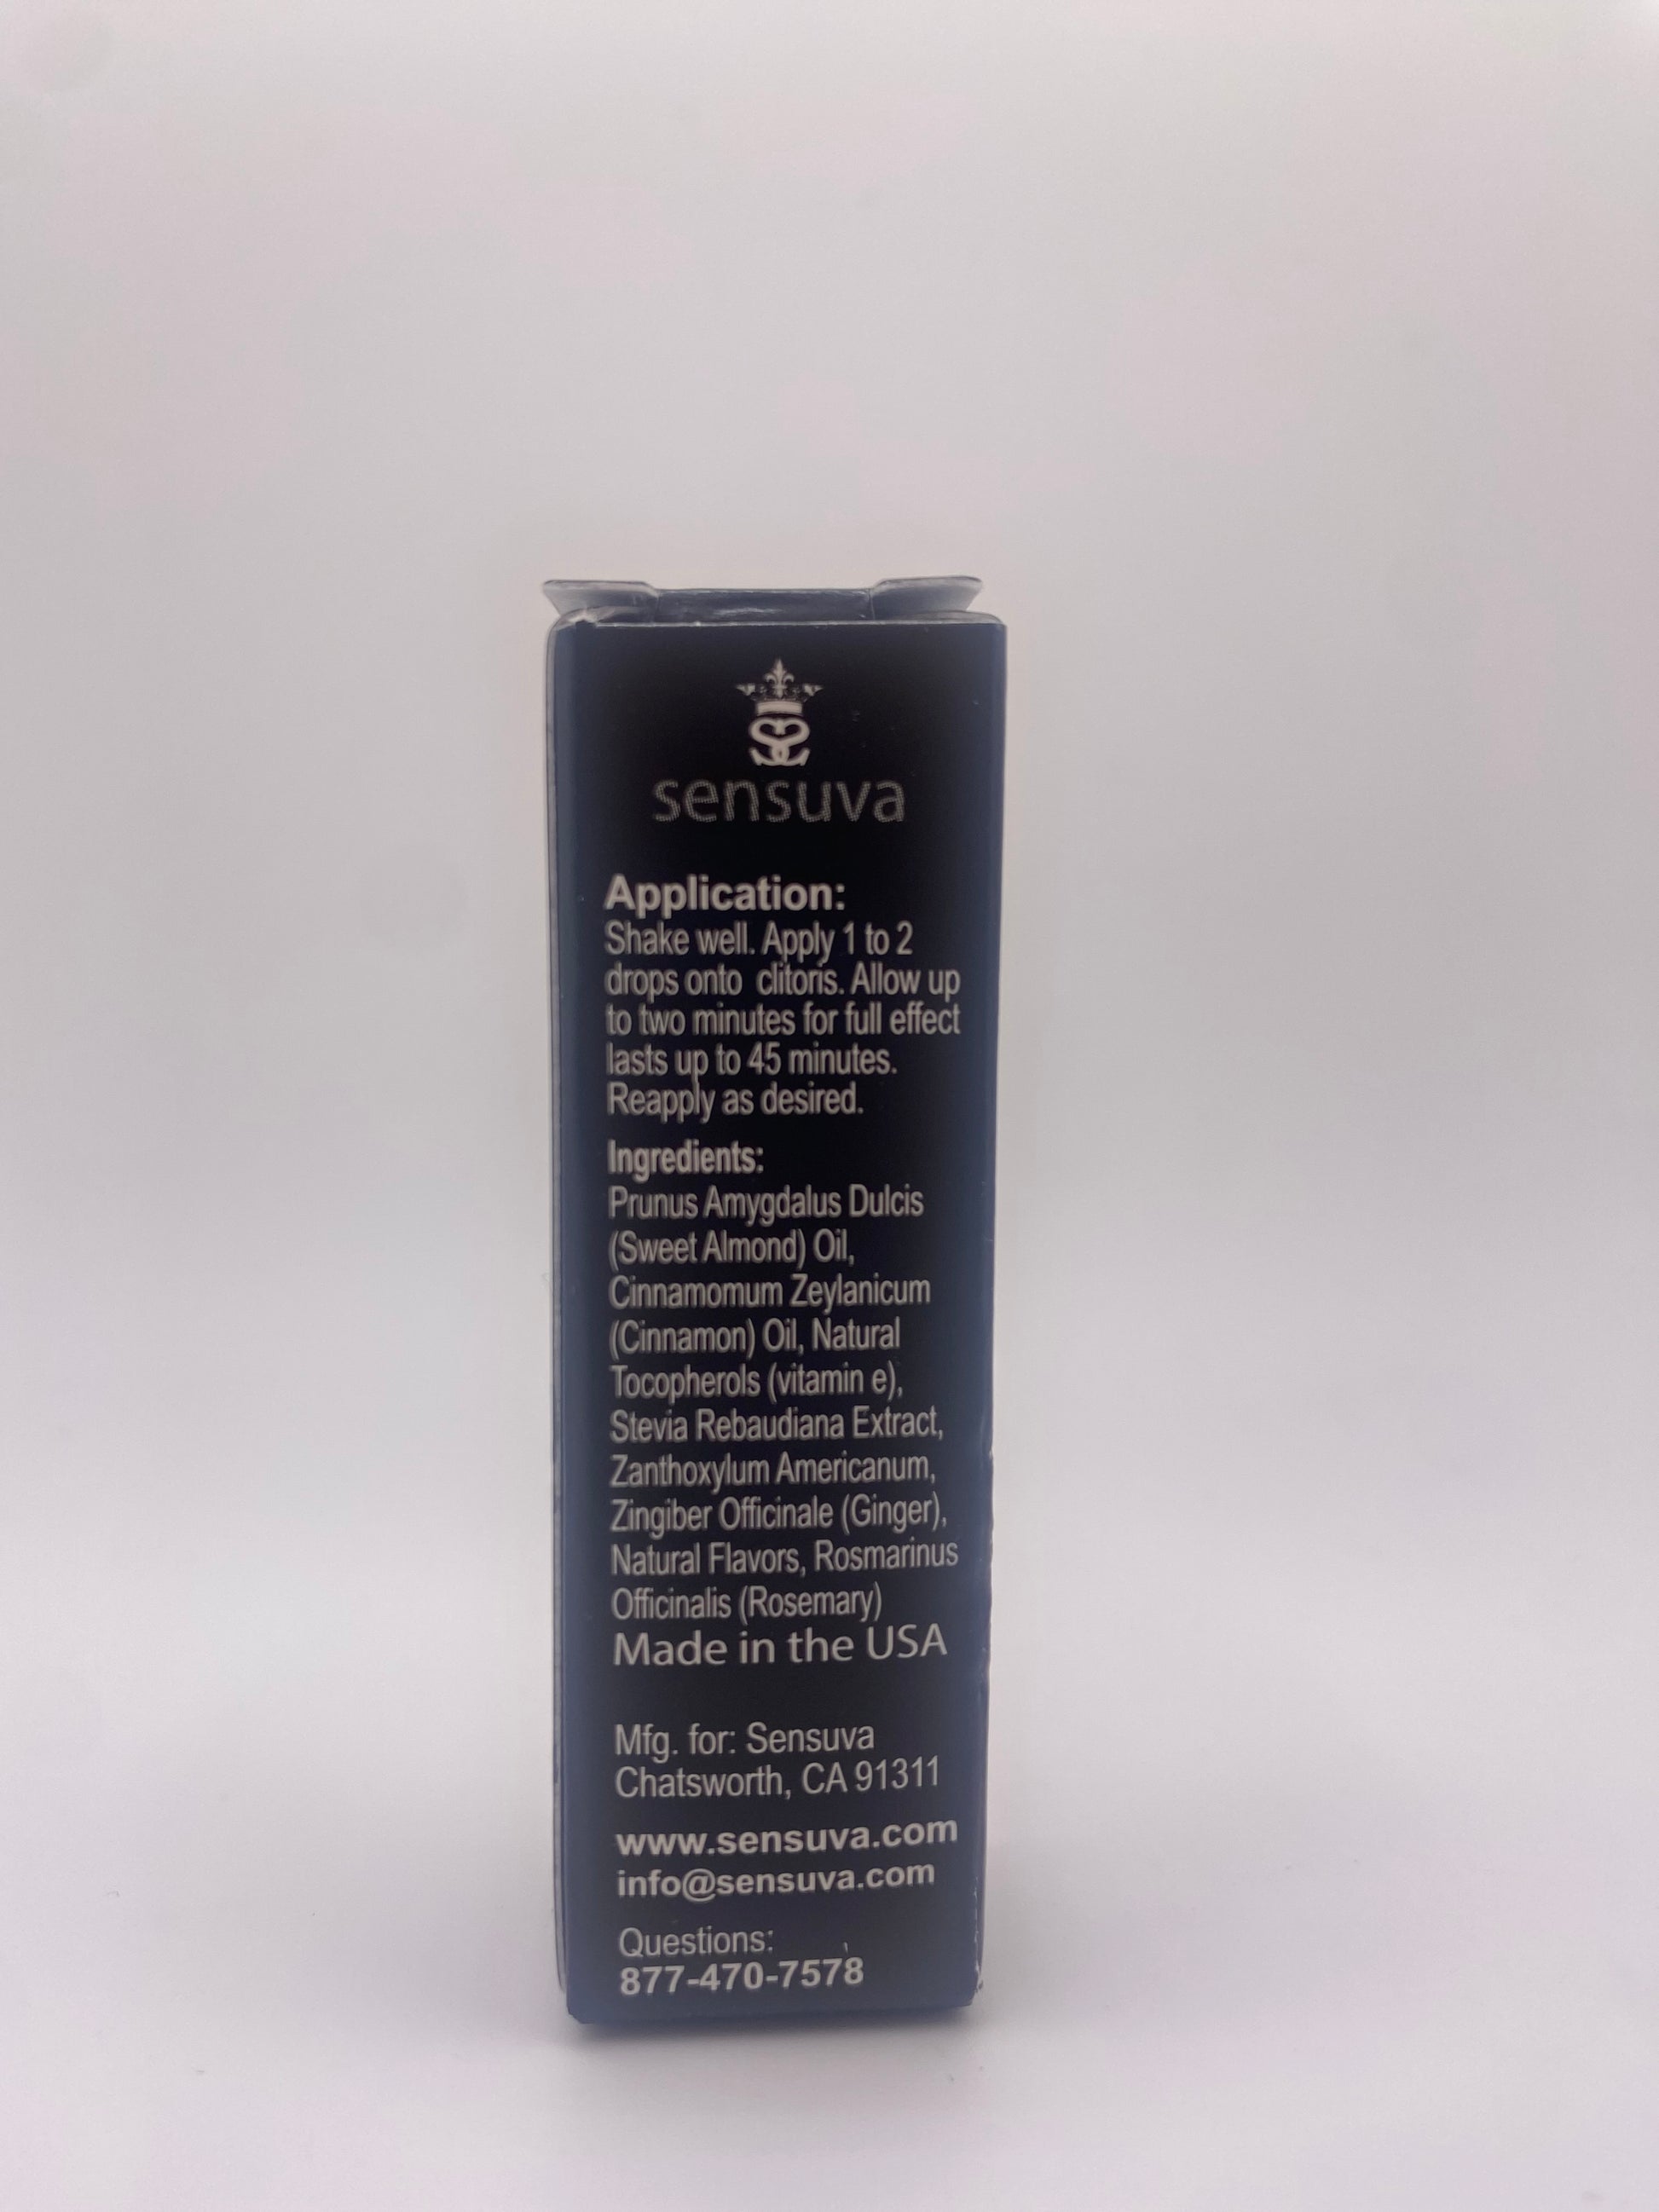 sensuva
Application:
Shake well. Apply 1 to 2
drops onto clitoris. Allow up
to two minutes for full effect
lasts up to 45 minutes.
Reapply as desired.
Ingredients:
Prunus Amygdalus Dulcis
(Sweet Almond) Oil,
Cinnamomum Zeylanicum
(Cinnamon) Oil, Natural
Tocopherols (vitamin e),
Stevia Rebaudiana Extract,
Zanthoxylum Americanum,
Zingiber Officinale (Ginger),
Natural Flavors, Rosmarinus
Officinalis (Rosemary)
Made in the USA
Mfg. for: Sensuva
Chatsworth, CA 91311
www.sensuva.com
info@sensuva.com
Questions:
877-470-7578